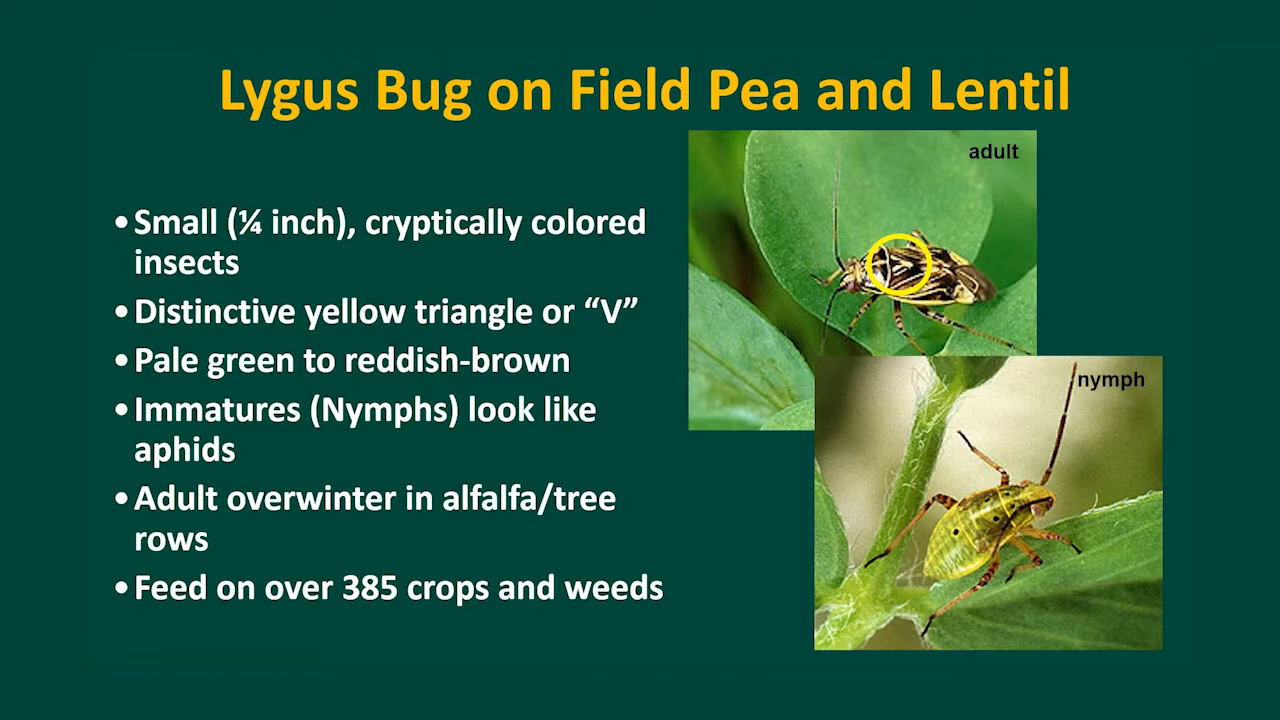 Lygus Bug on Field Pea and Lentil
adult
•Small (¼ inch), cryptically colored
insects
•Distinctive yellow triangle or “V”
•Pale green to reddish-brown
nymph
•Immatures (Nymphs) look like
aphids
•Adult overwinter in alfalfa/tree
rows
•Feed on over 385 crops and weeds